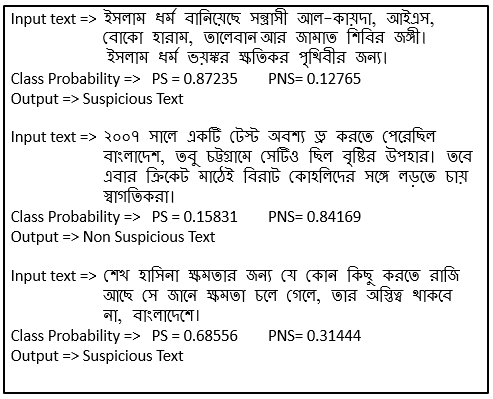 Input text => ইসলাম ধর্ম বানিয়েছে সন্ত্রাসী আল-কায়দা, আইএস,
বোকো হারাম, তালেবান আর জামাত শিবির জঙ্গী।
ইসলাম ধর্ম ভয়ঙ্কর ক্ষতিকর পৃথিবীর জন্য।
Class Probability => PS = 0.87235 PNS= 0.12765
Output => Suspicious Text
Input text => ২০০৭ সালে একটি টেস্ট অবশ্য ড্র করতে পেরেছিল
বাংলাদেশ, তবু চট্টগ্রামে সেটিও ছিল বৃষ্টির উপহার। তবে
এবার ক্রিকেট মাঠেই বিরাট কোহলিদের সঙ্গে লড়তে চায়
স্বাগতিকরা।
Class Probability => PS = 0.15831 PNS= 0.84169
Output => Non Suspicious Text
Input text => শেখ হাসিনা ক্ষমতার জন্য যে কোন কিছু করতে রাজি
আছে সে জানে ক্ষমতা চলে গেলে, তার অস্তিত্ব থাকবে
না, বাংলাদেশে।
Class Probability => PS = 0.68556 PNS= 0.31444
Output => Suspicious Text